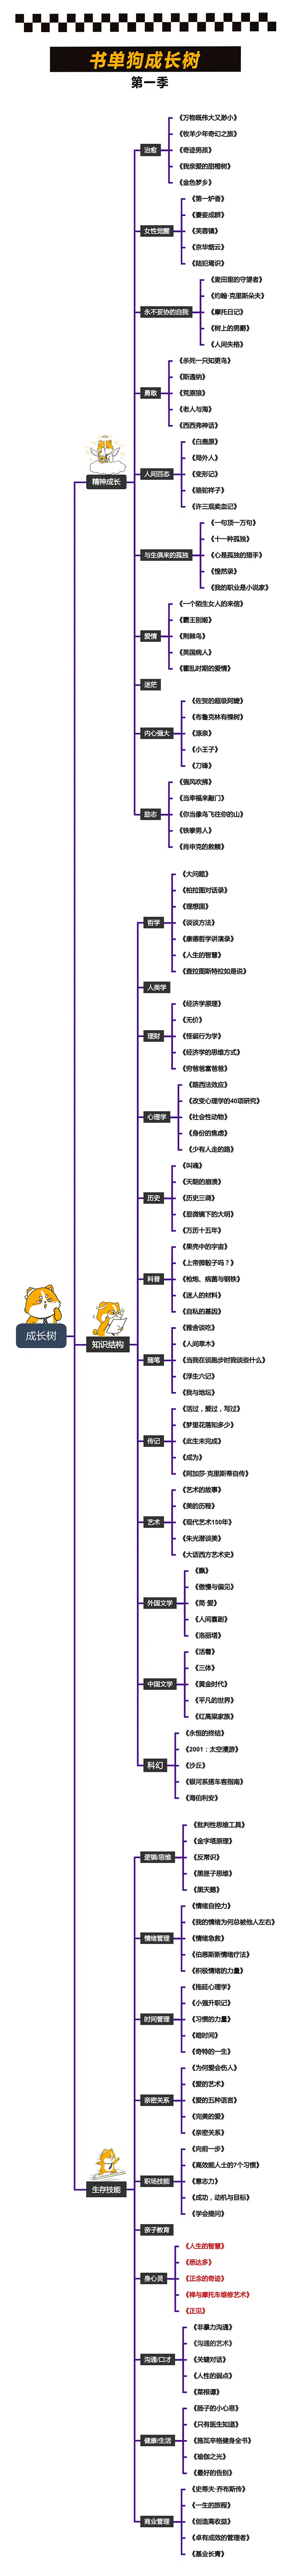 书单狗成长树
第一季
治愈
《万物既伟大又渺小》
《牧羊少年奇幻之旅》
《奇迹男孩》
《我亲爱的甜橙树》
《金色梦乡》
女性觉醒
《第一炉香》
《妻妾成群》
《芙蓉镇》
《京华烟云》
《陆犯焉识》
永不妥协的自我
《麦田里的守望者》
《约翰·克里斯朵夫》
《摩托日记》
《树上的男爵》
《人间失格》
勇敢
《杀死一只知更鸟》
《斯通纳》
《荒原狼》
《老人与海》
《西西弗神话》
精神成长
人间百态
《白鹿原》
《局外人》
《变形记》
《骆驼祥子》
《许三观卖血记》
与生俱来的孤独
《一句顶一万句》
《十一种孤独》
《心是孤独的猎手》
《惶然录》
《我的职业是小说家》
爱情
《一个陌生女人的来信》
《霸王别姬》
《荆棘鸟》
《英国病人》
《霍乱时期的爱情》
迷茫
内心强大
《佐贺的超级阿嬷》
《布鲁克林有棵树》
《源泉》
《小王子》
《刀锋》
励志
《强风吹拂》
《当幸福来敲门》
《你当像鸟飞往你的山》
《铁拳男人》
《肖申克的救赎》
哲学
《大问题》
《柏拉图对话录》
《理想国》
《谈谈方法》
《康德哲学讲演录》
《人生的智慧》
《查拉图斯特拉如是说》
人类学
理财
《经济学原理》
《无价》
《怪诞行为学》
《经济学的思维方式》
《穷爸爸富爸爸》
心理学
《路西法效应》
《改变心理学的40项研究》
《社会性动物》
《身份的焦虑》
《少有人走的路》
历史
《叫魂》
《天朝的崩溃》
《历史三调》
《显微镜下的大明》
《万历十五年》
科普
《果壳中的宇宙》
《上帝掷骰子吗？》
《枪炮、病菌与钢铁》
《迷人的材料》
《自私的基因》
成长树
知识结构
随笔
《雅舍谈吃》
《人间草木》
《当我在谈跑步时我谈些什么》
《浮生六记》
《我与地坛》
传记
《活过，爱过，写过》
《梦里花落知多少》
《此生未完成》
《成为》
《阿加莎·克里斯蒂自传》
艺术
《艺术的故事》
《美的历程》
《现代艺术150年》
《朱光潜谈美》
《大话西方艺术史》
外国文学
《飘》
《傲慢与偏见》
《简·爱》
《人间喜剧》
《洛丽塔》
中国文学
《活着》
《三体》
《黄金时代》
《平凡的世界》
《红高粱家族》
科幻
《永恒的终结》
《2001：太空漫游》
《沙丘》
《银河系搭车客指南》
《海伯利安》
逻辑/思维
《批判性思维工具》
《金字塔原理》
《反常识》
《黑匣子思维》
《黑天鹅》
情绪管理
《情绪自控力》
《我的情绪为何总被他人左右》
《情绪急救》
《伯恩斯新情绪疗法》
《积极情绪的力量》
时间管理
《拖延心理学》
《小强升职记》
《习惯的力量》
《暗时间》
《奇特的一生》
亲密关系
《为何爱会伤人》
《爱的艺术》
《爱的五种语言》
《完美的爱》
《亲密关系》
生存技能
职场技能
《向前一步》
《高效能人士的7个习惯》
《意志力》
《成功，动机与目标》
《学会提问》
亲子教育
身心灵
《人生的智慧》
《悉达多》
《正念的奇迹》
《禅与摩托车维修艺术》
《正见》
沟通/口才
《非暴力沟通》
《沟通的艺术》
《关键对话》
《人性的弱点》
《菜根谭》
健康/生活
《肠子的小心思》
《只有医生知道》
《施瓦辛格健身全书》
《瑜伽之光》
《最好的告别》
商业管理
《史蒂夫·乔布斯传》
《一生的旅程》
《创造高收益》
《卓有成效的管理者》
《基业长青》